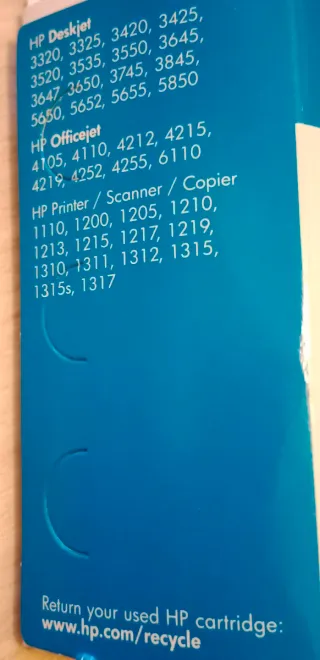 HP Deskjet
3320, 3325, 3420, 3425,
3520, 3535, 3550, 3645,
3647, 3650, 3745, 3845,
5650, 5652, 5655, 5850
HP Officejet
4105, 4110, 4212, 4215,
4219, 4252, 4255, 6110
HP Printer / Scanner / Copier
1110, 1200, 1205, 1210,
1213, 1215, 1217, 1219,
1310, 1311, 1312, 1315,
1315s, 1317
Return your used HP cartridge:
www.hp.com/recycle